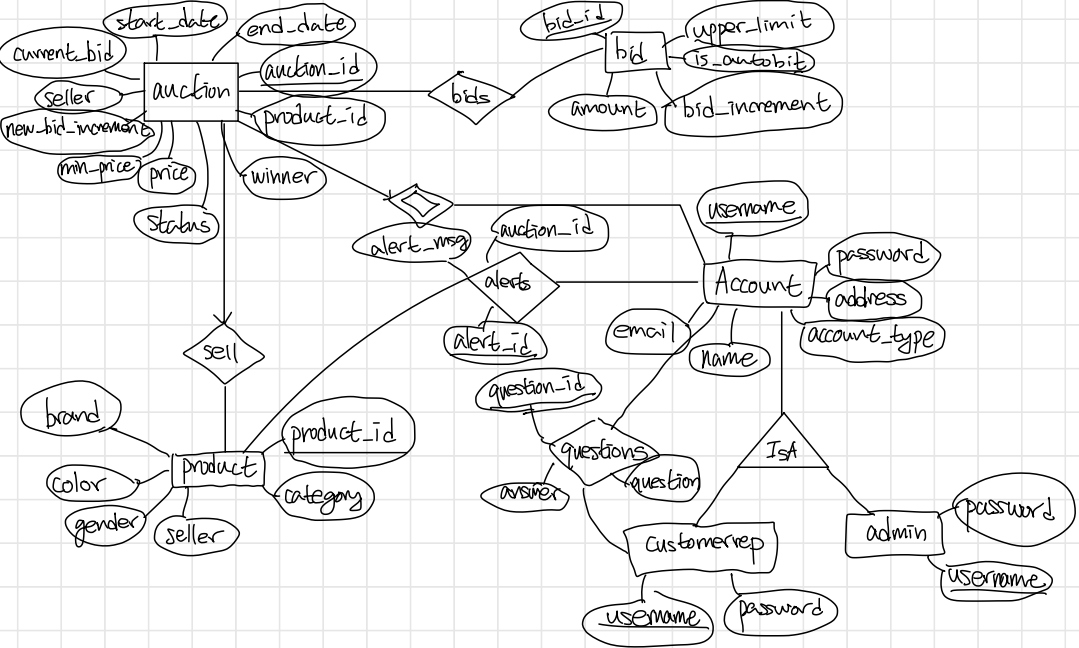 start_date
end_date
current_bid
auction_id
auction
seller
product_id
new_bid_increment
min_price
price
winner
status
bids
bid_id
upper_limit
bid
is_autobit
amount
bid_increment
username
auction_id
alert_msg
alerts
Account
password
address
account_type
email
name
alert_id
sell
question_id
brand
product_id
questions
IsA
product
color
category
answer
question
gender
seller
customerrep
admin
password
username
username
password